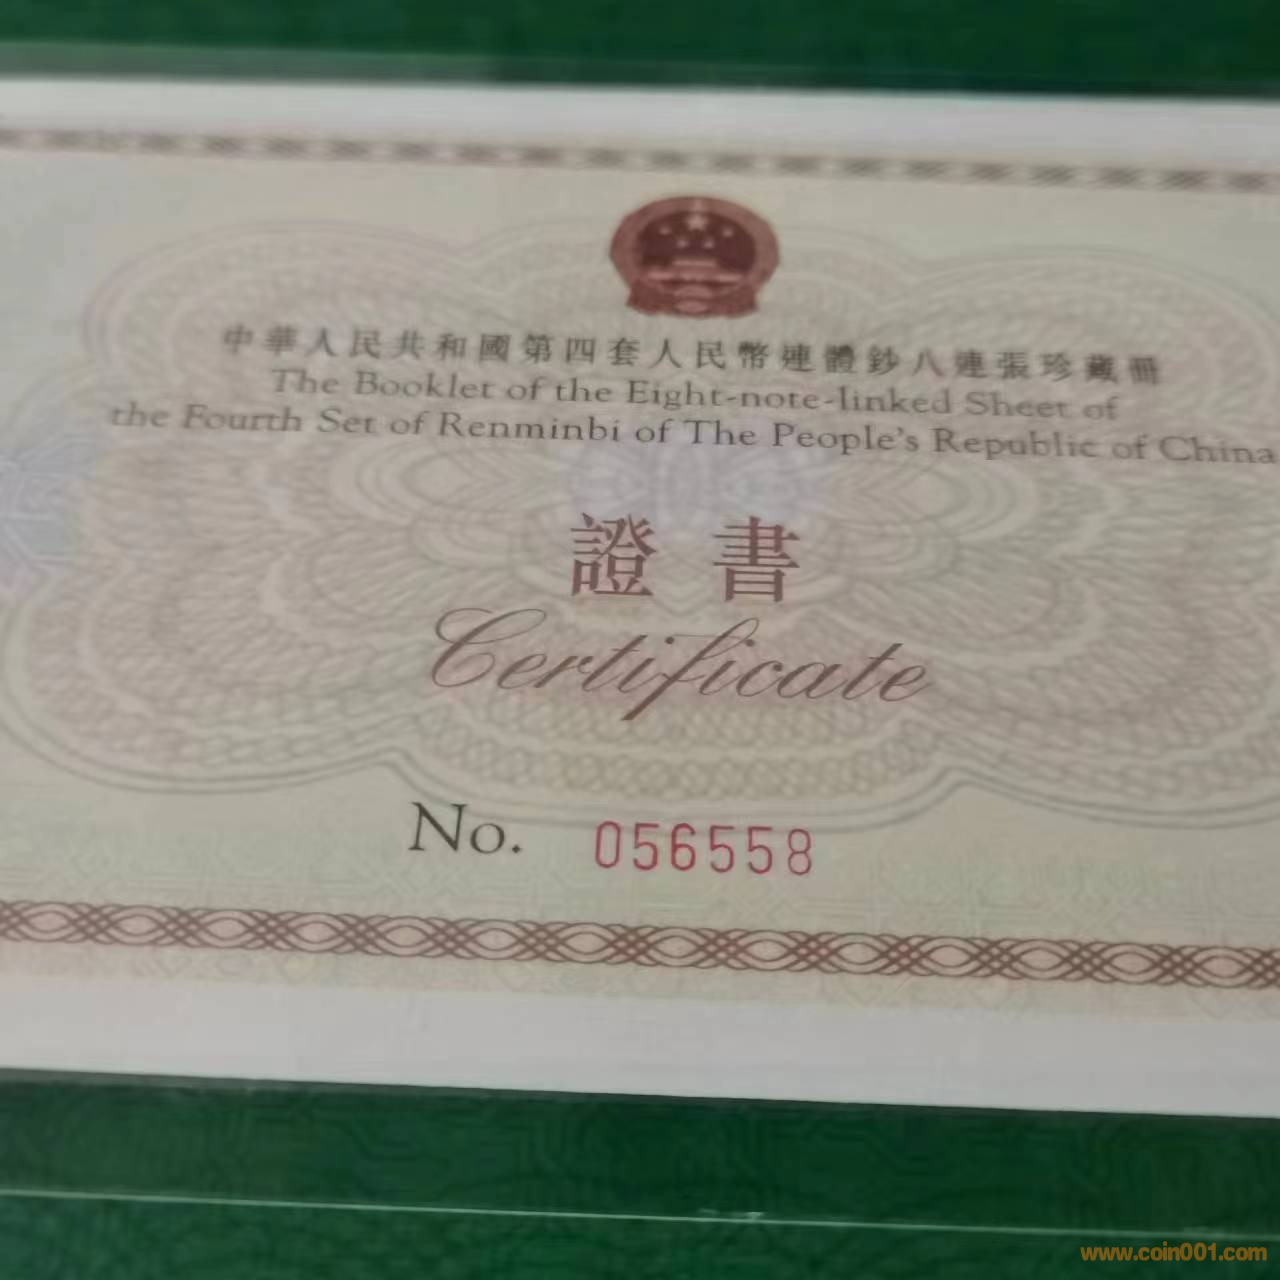 中華人民共和國第四套人民幣連體鈔八連張珍藏冊
The Booklet of the Eight-note-linked Sheet of
the Fourth Set of Renminbi of The People's Republic of China
證書
Certificate
No. 056558
www.coin001.com